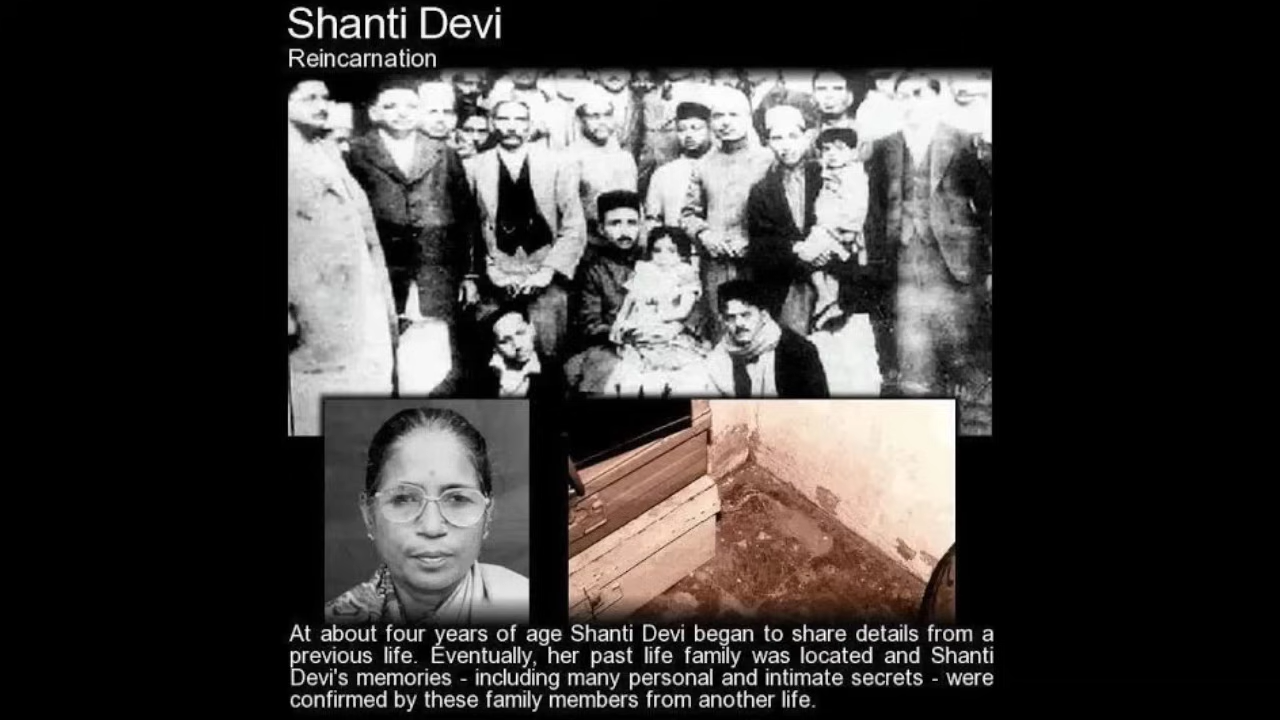 Shanti Devi
Reincarnation
At about four years of age Shanti Devi began to share details from a
previous life. Eventually, her past life family was located and Shanti
Devi's memories - including many personal and intimate secrets - were
confirmed by these family members from another life.